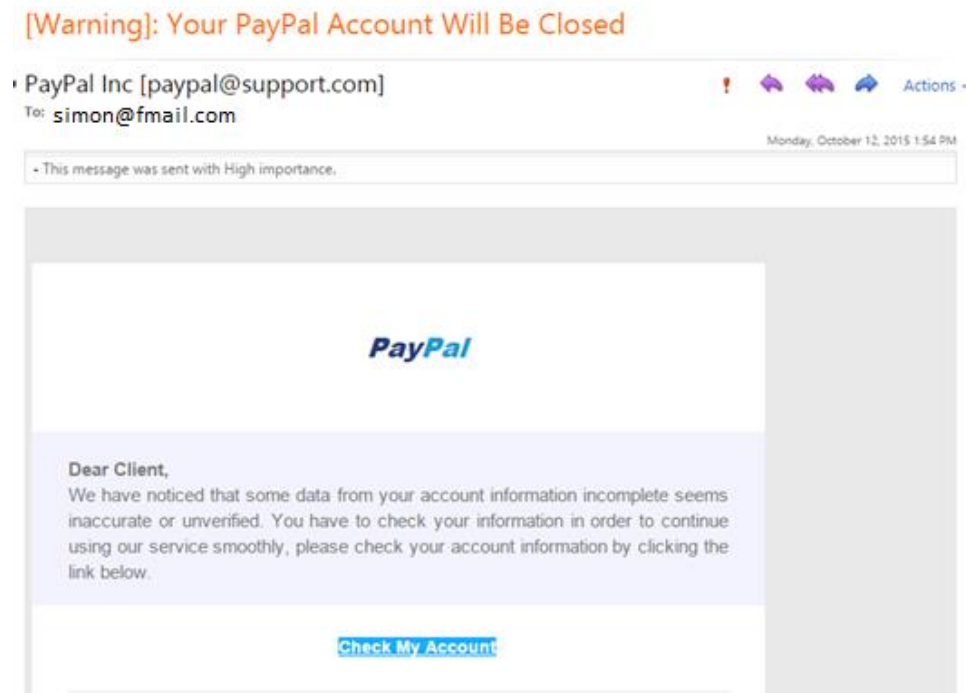 [Warning]: Your PayPal Account Will Be Closed
PayPal Inc [paypal@support.com]
! Actions
To: simon@fmail.com
Monday, October 12, 2015 1:54 PM
• This message was sent with High importance.
PayPal
Dear Client,
We have noticed that some data from your account information incomplete seems
inaccurate or unverified. You have to check your information in order to continue
using our service smoothly, please check your account information by clicking the
link below.
Check My Account